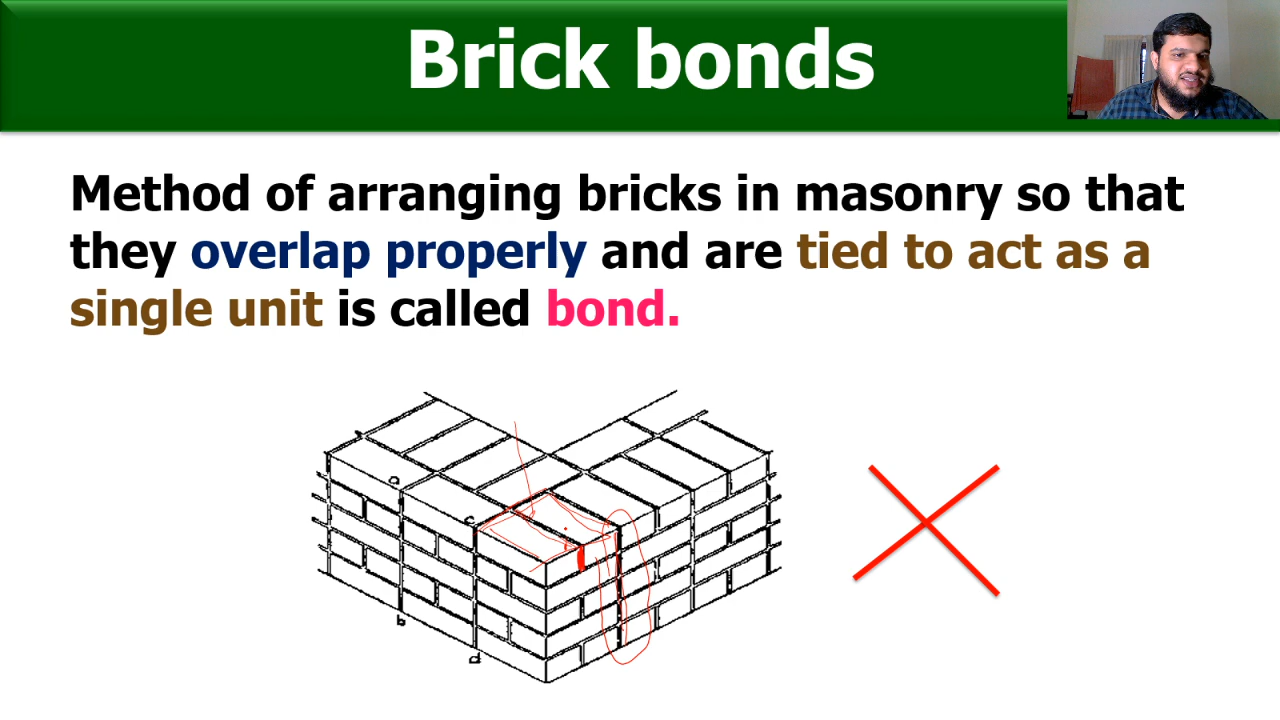 Brick bonds
Method of arranging bricks in masonry so that
they overlap properly and are tied to act as a
single unit is called bond.
a
c
b
d